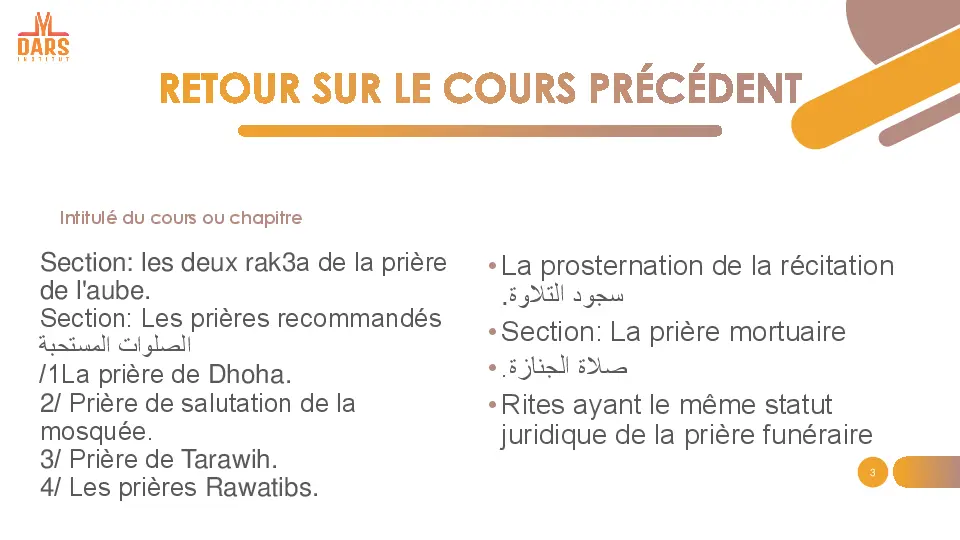 DARS
INSTITUT
RETOUR SUR LE COURS PRÉCÉDENT
Intitulé du cours ou chapitre
Section: les deux rak3a de la prière
de l'aube.
Section: Les prières recommandés
الصلوات المستحبة
/1La prière de Dhoha.
2/ Prière de salutation de la
mosquée.
3/ Prière de Tarawih.
4/ Les prières Rawatibs.
•La prosternation de la récitation
سجود التلاوة.
•Section: La prière mortuaire
•صلاة الجنازة.
•Rites ayant le même statut
juridique de la prière funéraire
3